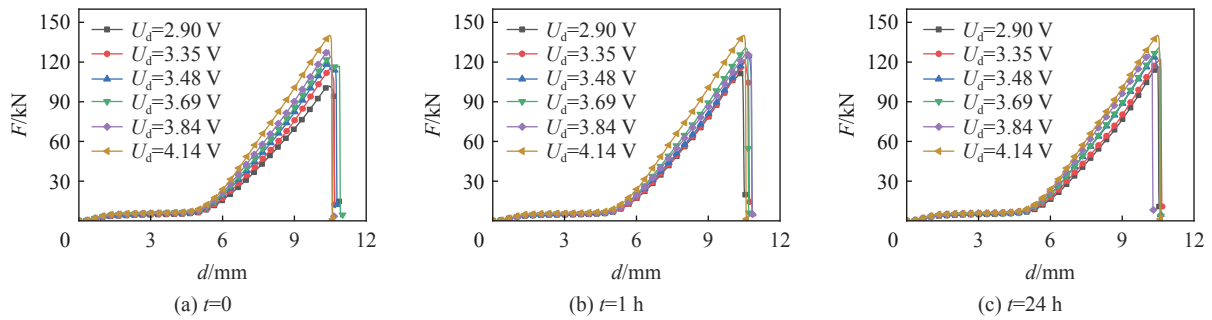 150
120
90
60
30
0
3
6
9
12
F/kN
d/mm
U_d=2.90 V
U_d=3.35 V
U_d=3.48 V
U_d=3.69 V
U_d=3.84 V
U_d=4.14 V
(a) t=0
150
120
90
60
30
0
3
6
9
12
F/kN
d/mm
U_d=2.90 V
U_d=3.35 V
U_d=3.48 V
U_d=3.69 V
U_d=3.84 V
U_d=4.14 V
(b) t=1 h
150
120
90
60
30
0
3
6
9
12
F/kN
d/mm
U_d=2.90 V
U_d=3.35 V
U_d=3.48 V
U_d=3.69 V
U_d=3.84 V
U_d=4.14 V
(c) t=24 h